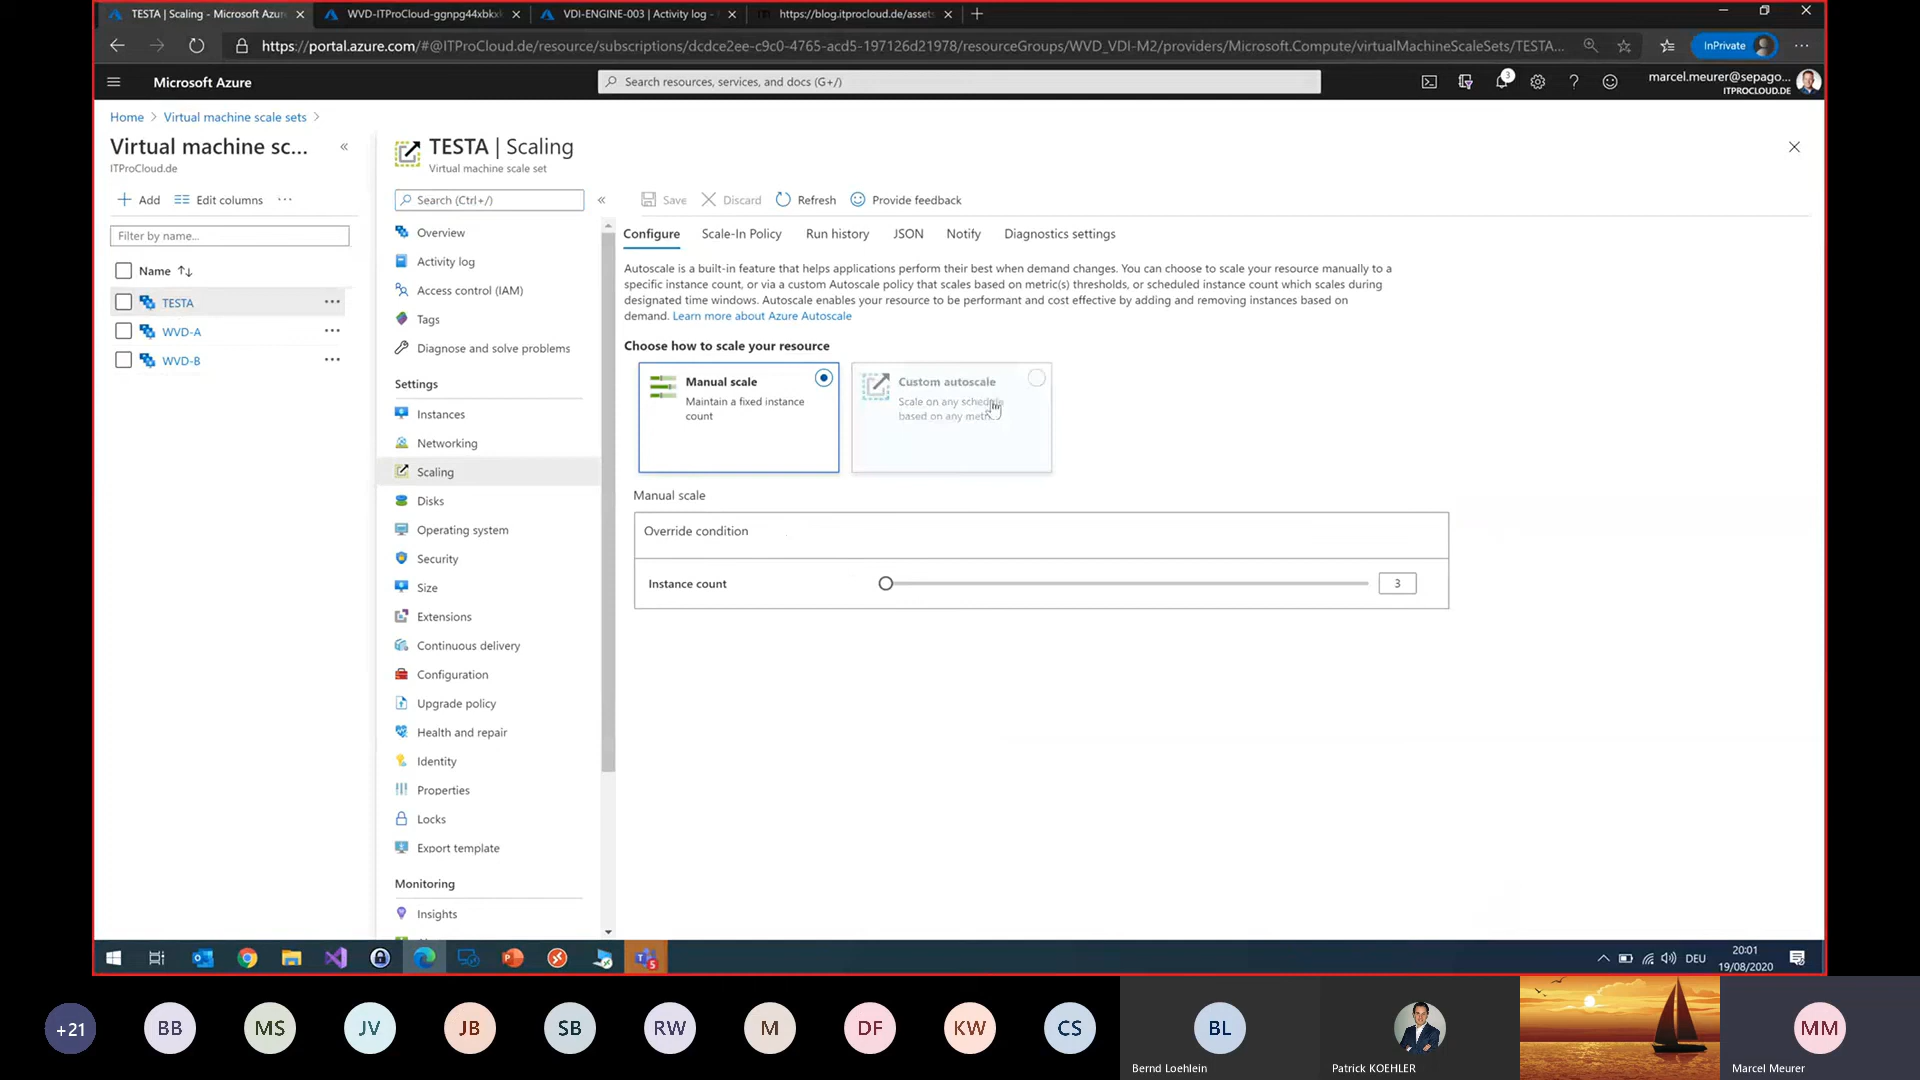 TESTA | Scaling - Microsoft Azur
WVD-ITProCloud-ggnpg44xbkx
VDI-ENGINE-003 | Activity log -
https://blog.itprocloud.de/assets
https://portal.azure.com/#@ITProCloud.de/resource/subscriptions/dcdce2ee-c9c0-4765-acd5-197126d21978/resourceGroups/WVD_VDI-M2/providers/Microsoft.Compute/virtualMachineScaleSets/TESTA...
InPrivate
Microsoft Azure
Search resources, services, and docs (G+/)
3
marcel.meurer@sepago...
ITPROCLOUD.DE
Home > Virtual machine scale sets >
Virtual machine sc...
ITProCloud.de
Add
Edit columns
Filter by name...
Name
TESTA
WVD-A
WVD-B
TESTA | Scaling
Virtual machine scale set
Search (Ctrl+/)
Overview
Activity log
Access control (IAM)
Tags
Diagnose and solve problems
Settings
Instances
Networking
Scaling
Disks
Operating system
Security
Size
Extensions
Continuous delivery
Configuration
Upgrade policy
Health and repair
Identity
Properties
Locks
Export template
Monitoring
Insights
Save
Discard
Refresh
Provide feedback
Configure
Scale-In Policy
Run history
JSON
Notify
Diagnostics settings
Autoscale is a built-in feature that helps applications perform their best when demand changes. You can choose to scale your resource manually to a
specific instance count, or via a custom Autoscale policy that scales based on metric(s) thresholds, or scheduled instance count which scales during
designated time windows. Autoscale enables your resource to be performant and cost effective by adding and removing instances based on
demand. Learn more about Azure Autoscale
Choose how to scale your resource
Manual scale
Maintain a fixed instance
count
Custom autoscale
Scale on any schedule
based on any metric
Manual scale
Override condition
Instance count
3
DEU
20:01
19/08/2020
+21
BB
MS
JV
JB
SB
RW
M
DF
KW
CS
BL
Bernd Loehlein
Patrick KOEHLER
MM
Marcel Meurer